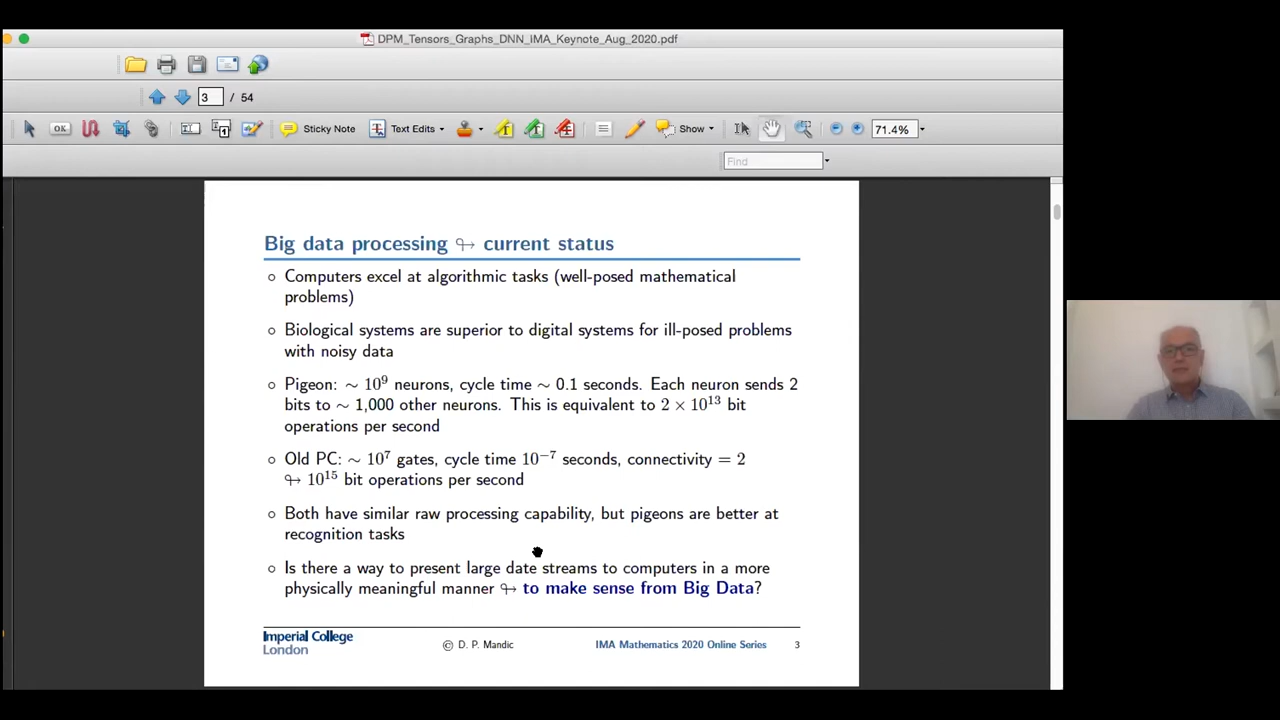 DPM_Tensors_Graphs_DNN_IMA_Keynote_Aug_2020.pdf
3 / 54
OK Sticky Note Text Edits Show 71.4%
Find
Big data processing ↬ current status
○ Computers excel at algorithmic tasks (well-posed mathematical
problems)
○ Biological systems are superior to digital systems for ill-posed problems
with noisy data
○ Pigeon: ∼ 10⁹ neurons, cycle time ∼ 0.1 seconds. Each neuron sends 2
bits to ∼ 1,000 other neurons. This is equivalent to 2 × 10¹³ bit
operations per second
○ Old PC: ∼ 10⁷ gates, cycle time 10⁻⁷ seconds, connectivity = 2
↬ 10¹⁵ bit operations per second
○ Both have similar raw processing capability, but pigeons are better at
recognition tasks
○ Is there a way to present large date streams to computers in a more
physically meaningful manner ↬ to make sense from Big Data?
Imperial College
London
© D. P. Mandic
IMA Mathematics 2020 Online Series
3